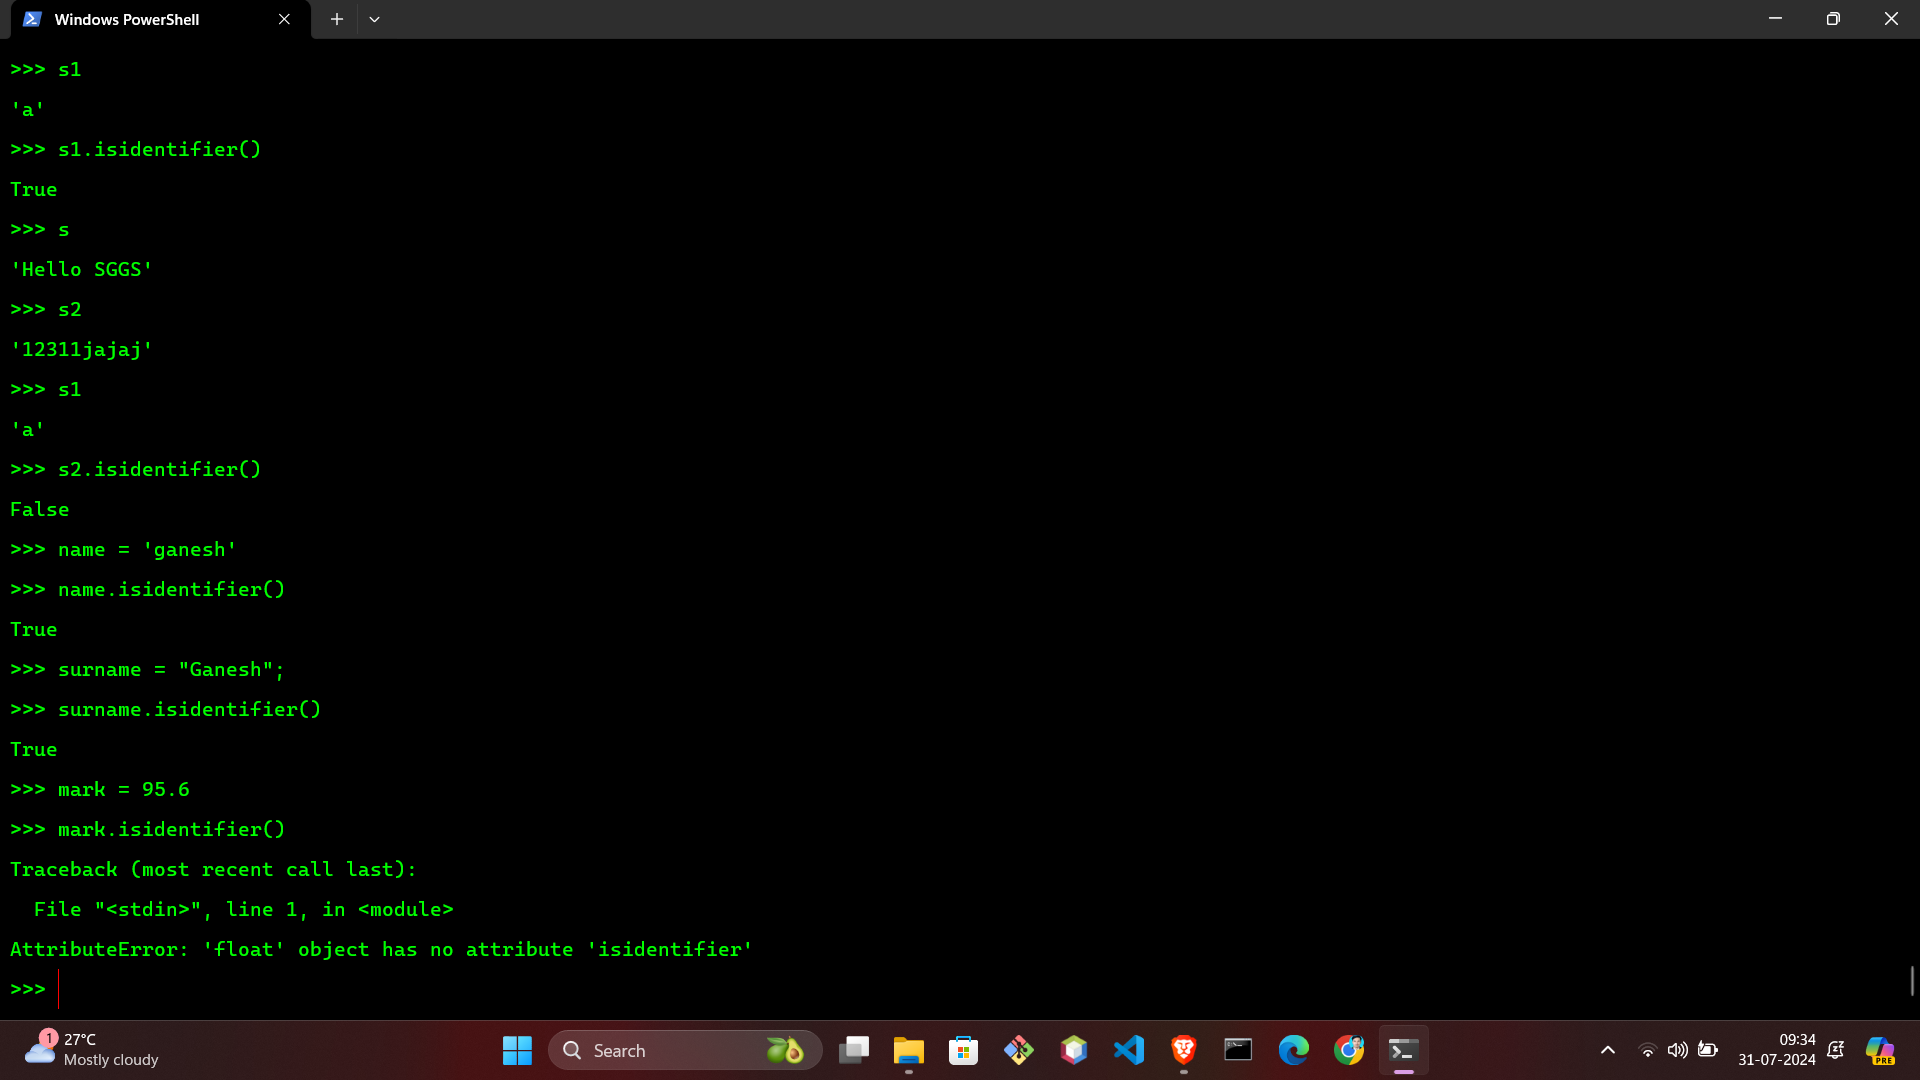 Windows PowerShell
>>> s1
'a'
>>> s1.isidentifier()
True
>>> s
'Hello SGGS'
>>> s2
'12311jajaj'
>>> s1
'a'
>>> s2.isidentifier()
False
>>> name = 'ganesh'
>>> name.isidentifier()
True
>>> surname = "Ganesh";
>>> surname.isidentifier()
True
>>> mark = 95.6
>>> mark.isidentifier()
Traceback (most recent call last):
  File "<stdin>", line 1, in <module>
AttributeError: 'float' object has no attribute 'isidentifier'
>>>
1
27°C
Mostly cloudy
Search
09:34
31-07-2024
PRE